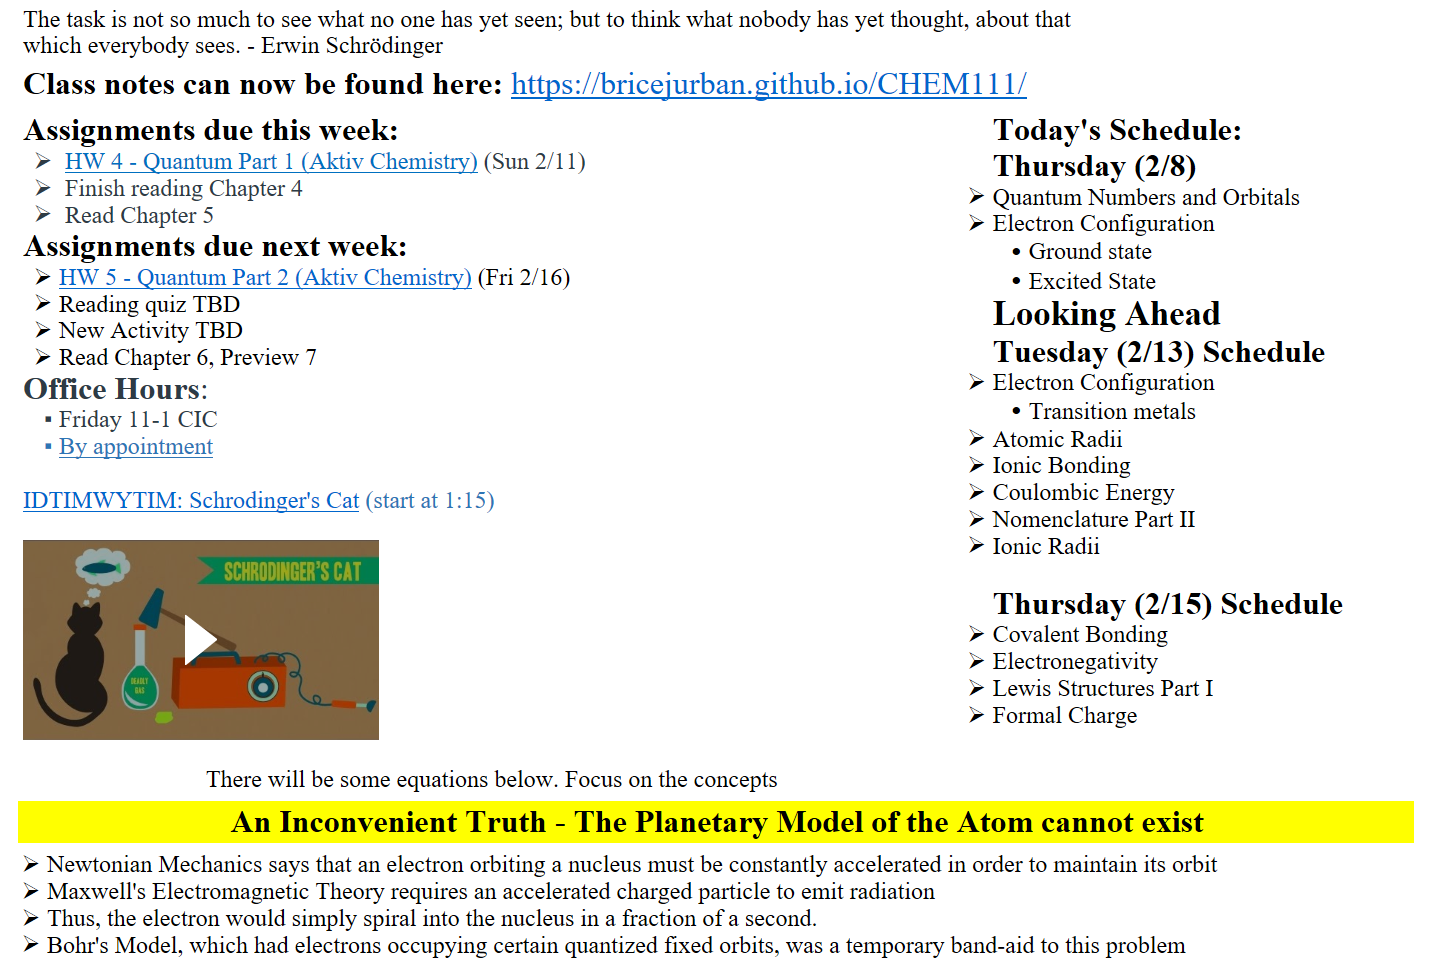 The task is not so much to see what no one has yet seen; but to think what nobody has yet thought, about that
which everybody sees. - Erwin Schrödinger
Class notes can now be found here: https://bricejurban.github.io/CHEM111/
Assignments due this week:
➢ HW 4 - Quantum Part 1 (Aktiv Chemistry) (Sun 2/11)
➢ Finish reading Chapter 4
➢ Read Chapter 5
Assignments due next week:
➢ HW 5 - Quantum Part 2 (Aktiv Chemistry) (Fri 2/16)
➢ Reading quiz TBD
➢ New Activity TBD
➢ Read Chapter 6, Preview 7
Office Hours:
▪ Friday 11-1 CIC
▪ By appointment
IDTIMWYTIM: Schrodinger's Cat (start at 1:15)
SCHRODINGER'S CAT
DEADLY
GAS
Today's Schedule:
Thursday (2/8)
➢ Quantum Numbers and Orbitals
➢ Electron Configuration
• Ground state
• Excited State
Looking Ahead
Tuesday (2/13) Schedule
➢ Electron Configuration
• Transition metals
➢ Atomic Radii
➢ Ionic Bonding
➢ Coulombic Energy
➢ Nomenclature Part II
➢ Ionic Radii
Thursday (2/15) Schedule
➢ Covalent Bonding
➢ Electronegativity
➢ Lewis Structures Part I
➢ Formal Charge
There will be some equations below. Focus on the concepts
An Inconvenient Truth - The Planetary Model of the Atom cannot exist
➢ Newtonian Mechanics says that an electron orbiting a nucleus must be constantly accelerated in order to maintain its orbit
➢ Maxwell's Electromagnetic Theory requires an accelerated charged particle to emit radiation
➢ Thus, the electron would simply spiral into the nucleus in a fraction of a second.
➢ Bohr's Model, which had electrons occupying certain quantized fixed orbits, was a temporary band-aid to this problem